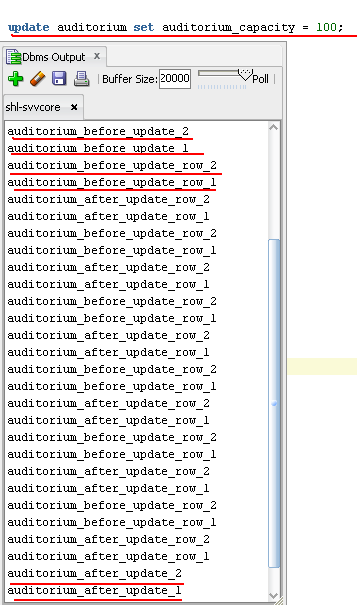 update auditorium set auditorium_capacity = 100;
Dbms Output x
Buffer Size: 20000 Poll
shl-svvcore x
auditorium_before_update_2
auditorium_before_update_1
auditorium_before_update_row_2
auditorium_before_update_row_1
auditorium_after_update_row_2
auditorium_after_update_row_1
auditorium_before_update_row_2
auditorium_before_update_row_1
auditorium_after_update_row_2
auditorium_after_update_row_1
auditorium_before_update_row_2
auditorium_before_update_row_1
auditorium_after_update_row_2
auditorium_after_update_row_1
auditorium_before_update_row_2
auditorium_before_update_row_1
auditorium_after_update_row_2
auditorium_after_update_row_1
auditorium_before_update_row_2
auditorium_before_update_row_1
auditorium_after_update_row_2
auditorium_after_update_row_1
auditorium_before_update_row_2
auditorium_before_update_row_1
auditorium_after_update_row_2
auditorium_after_update_row_1
auditorium_after_update_2
auditorium_after_update_1